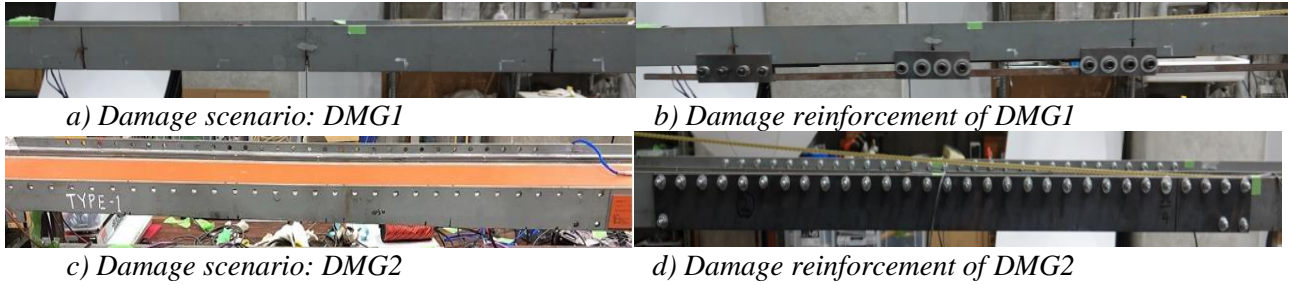 a) Damage scenario: DMG1
b) Damage reinforcement of DMG1
TYPE-1
c) Damage scenario: DMG2
d) Damage reinforcement of DMG2